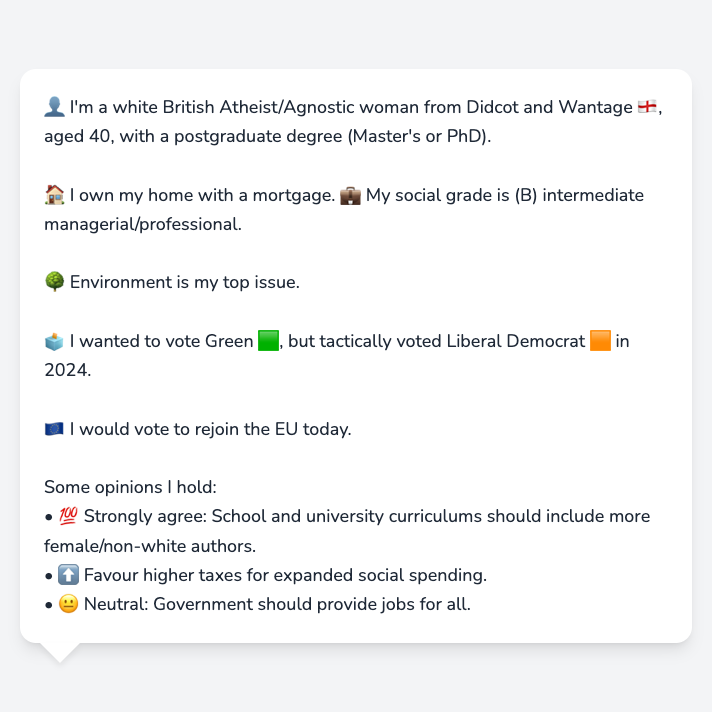 👤 I'm a white British Atheist/Agnostic woman from Didcot and Wantage 🏴󠁧󠁢󠁥󠁮󠁧󠁿,
aged 40, with a postgraduate degree (Master's or PhD).
🏠 I own my home with a mortgage. 💼 My social grade is (B) intermediate
managerial/professional.
🌳 Environment is my top issue.
🗳️ I wanted to vote Green 🟩, but tactically voted Liberal Democrat 🟧 in
2024.
🇪🇺 I would vote to rejoin the EU today.
Some opinions I hold:
• 💯 Strongly agree: School and university curriculums should include more
female/non-white authors.
• ⬆️ Favour higher taxes for expanded social spending.
• 😐 Neutral: Government should provide jobs for all.